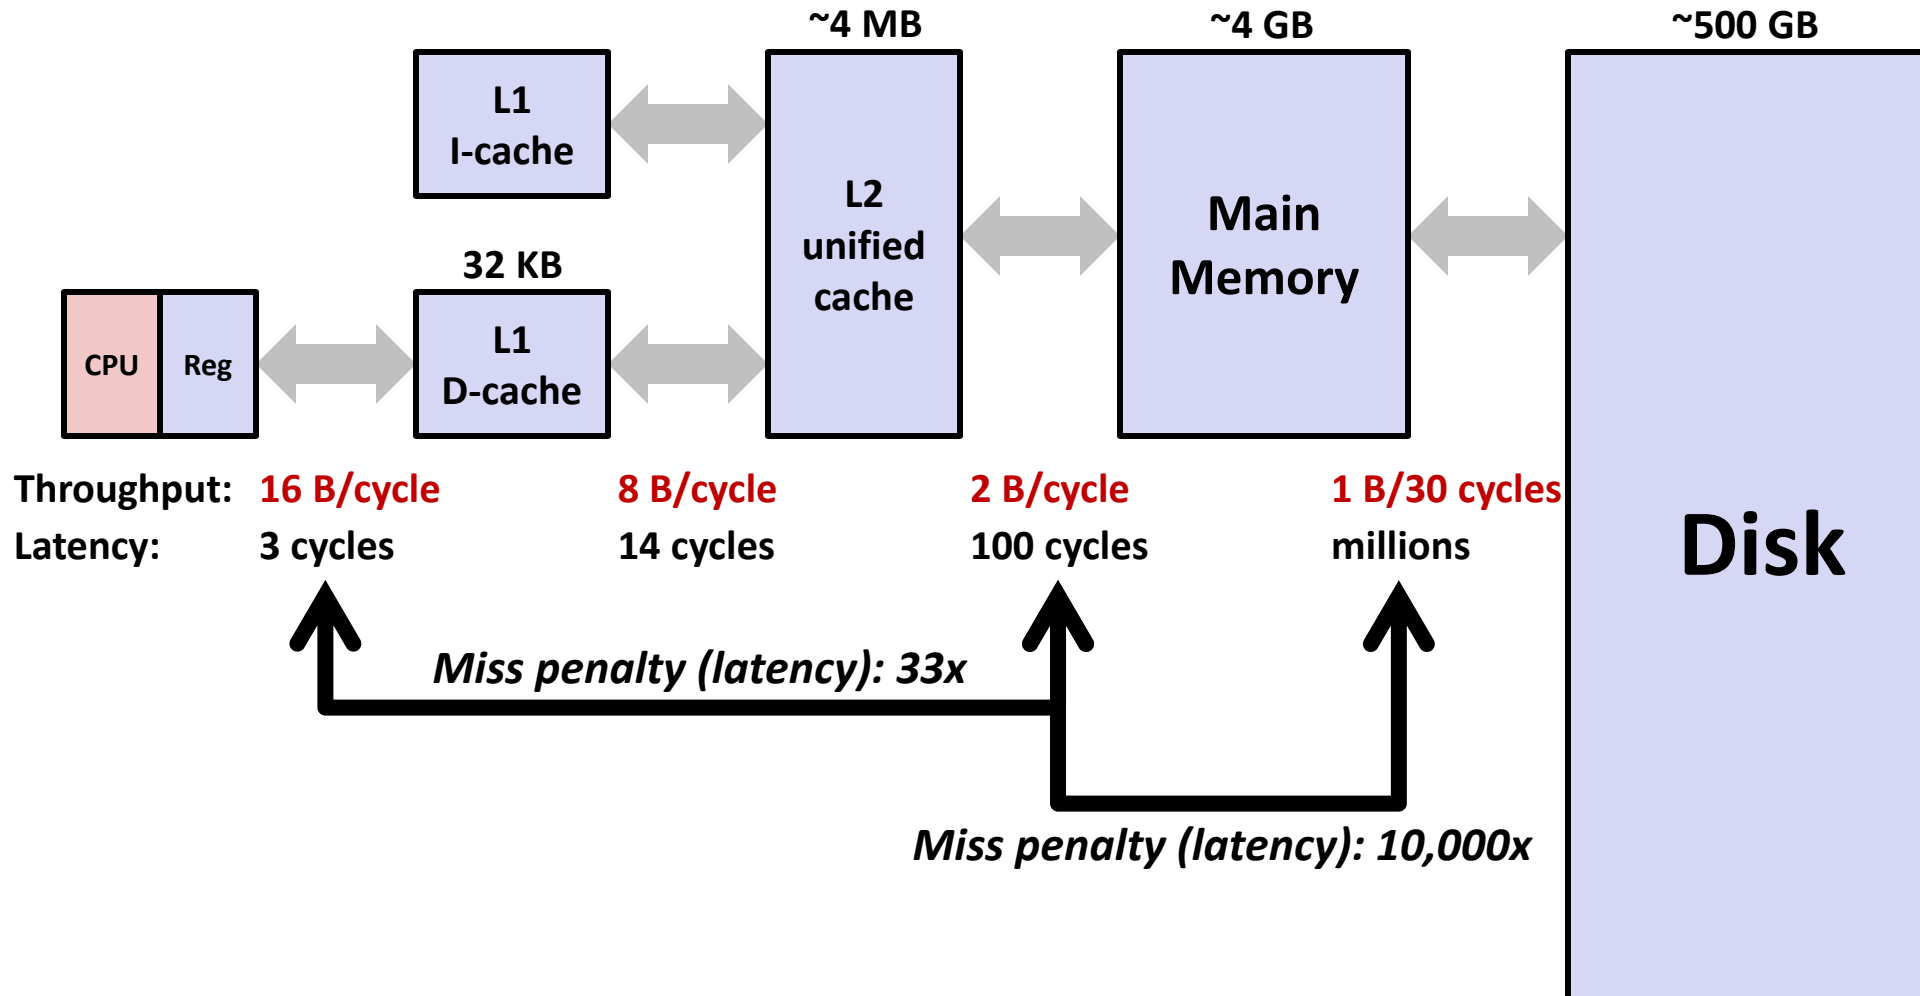 ~4 MB
~4 GB
~500 GB
L1
I-cache
L2
unified
cache
Main
Memory
32 KB
L1
D-cache
CPU
Reg
Disk
Throughput: 16 B/cycle 8 B/cycle 2 B/cycle 1 B/30 cycles
Latency: 3 cycles 14 cycles 100 cycles millions
Miss penalty (latency): 33x
Miss penalty (latency): 10,000x